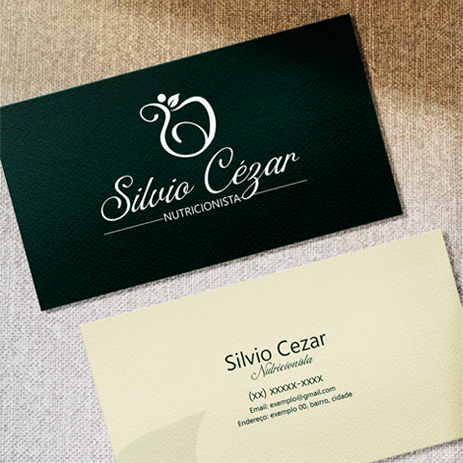 Silvio Cézar
NUTRICIONISTA
Silvio Cezar
Nutricionista
(xx) xxxxx-xxxx
Email: exemplo@gmail.com
Endereço: exemplo 00, bairro, cidade